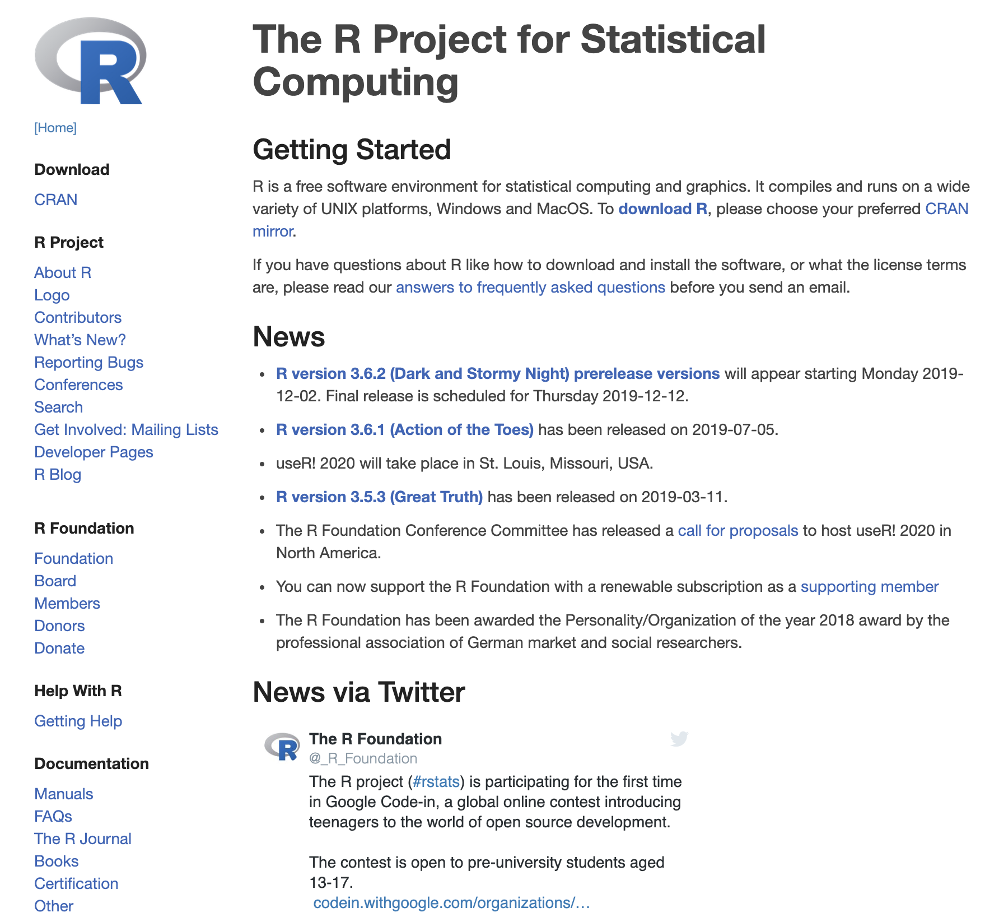 R
[Home]
Download
CRAN
R Project
About R
Logo
Contributors
What’s New?
Reporting Bugs
Conferences
Search
Get Involved: Mailing Lists
Developer Pages
R Blog
R Foundation
Foundation
Board
Members
Donors
Donate
Help With R
Getting Help
Documentation
Manuals
FAQs
The R Journal
Books
Certification
Other
The R Project for Statistical
Computing
Getting Started
R is a free software environment for statistical computing and graphics. It compiles and runs on a wide
variety of UNIX platforms, Windows and MacOS. To download R, please choose your preferred CRAN
mirror.
If you have questions about R like how to download and install the software, or what the license terms
are, please read our answers to frequently asked questions before you send an email.
News
• R version 3.6.2 (Dark and Stormy Night) prerelease versions will appear starting Monday 2019-
12-02. Final release is scheduled for Thursday 2019-12-12.
• R version 3.6.1 (Action of the Toes) has been released on 2019-07-05.
• useR! 2020 will take place in St. Louis, Missouri, USA.
• R version 3.5.3 (Great Truth) has been released on 2019-03-11.
• The R Foundation Conference Committee has released a call for proposals to host useR! 2020 in
North America.
• You can now support the R Foundation with a renewable subscription as a supporting member
• The R Foundation has been awarded the Personality/Organization of the year 2018 award by the
professional association of German market and social researchers.
News via Twitter
R
The R Foundation
@_R_Foundation
The R project (#rstats) is participating for the first time
in Google Code-in, a global online contest introducing
teenagers to the world of open source development.
The contest is open to pre-university students aged
13-17.
codein.withgoogle.com/organizations/…